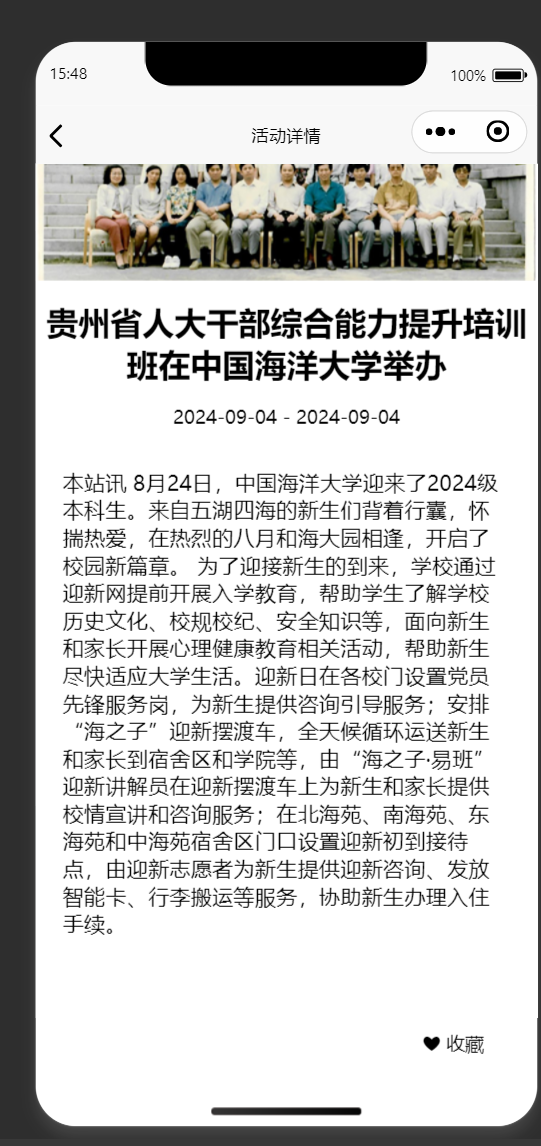 15:48
100%
活动详情
贵州省人大干部综合能力提升培训
班在中国海洋大学举办
2024-09-04 - 2024-09-04
本站讯 8月24日，中国海洋大学迎来了2024级
本科生。来自五湖四海的新生们背着行囊，怀
揣热爱，在热烈的八月和海大园相逢，开启了
校园新篇章。 为了迎接新生的到来，学校通过
迎新网提前开展入学教育，帮助学生了解学校
历史文化、校规校纪、安全知识等，面向新生
和家长开展心理健康教育相关活动，帮助新生
尽快适应大学生活。迎新日在各校门设置党员
先锋服务岗，为新生提供咨询引导服务；安排
“海之子”迎新摆渡车，全天候循环运送新生
和家长到宿舍区和学院等，由“海之子·易班”
迎新讲解员在迎新摆渡车上为新生和家长提供
校情宣讲和咨询服务；在北海苑、南海苑、东
海苑和中海苑宿舍区门口设置迎新初到接待
点，由迎新志愿者为新生提供迎新咨询、发放
智能卡、行李搬运等服务，协助新生办理入住
手续。
收藏